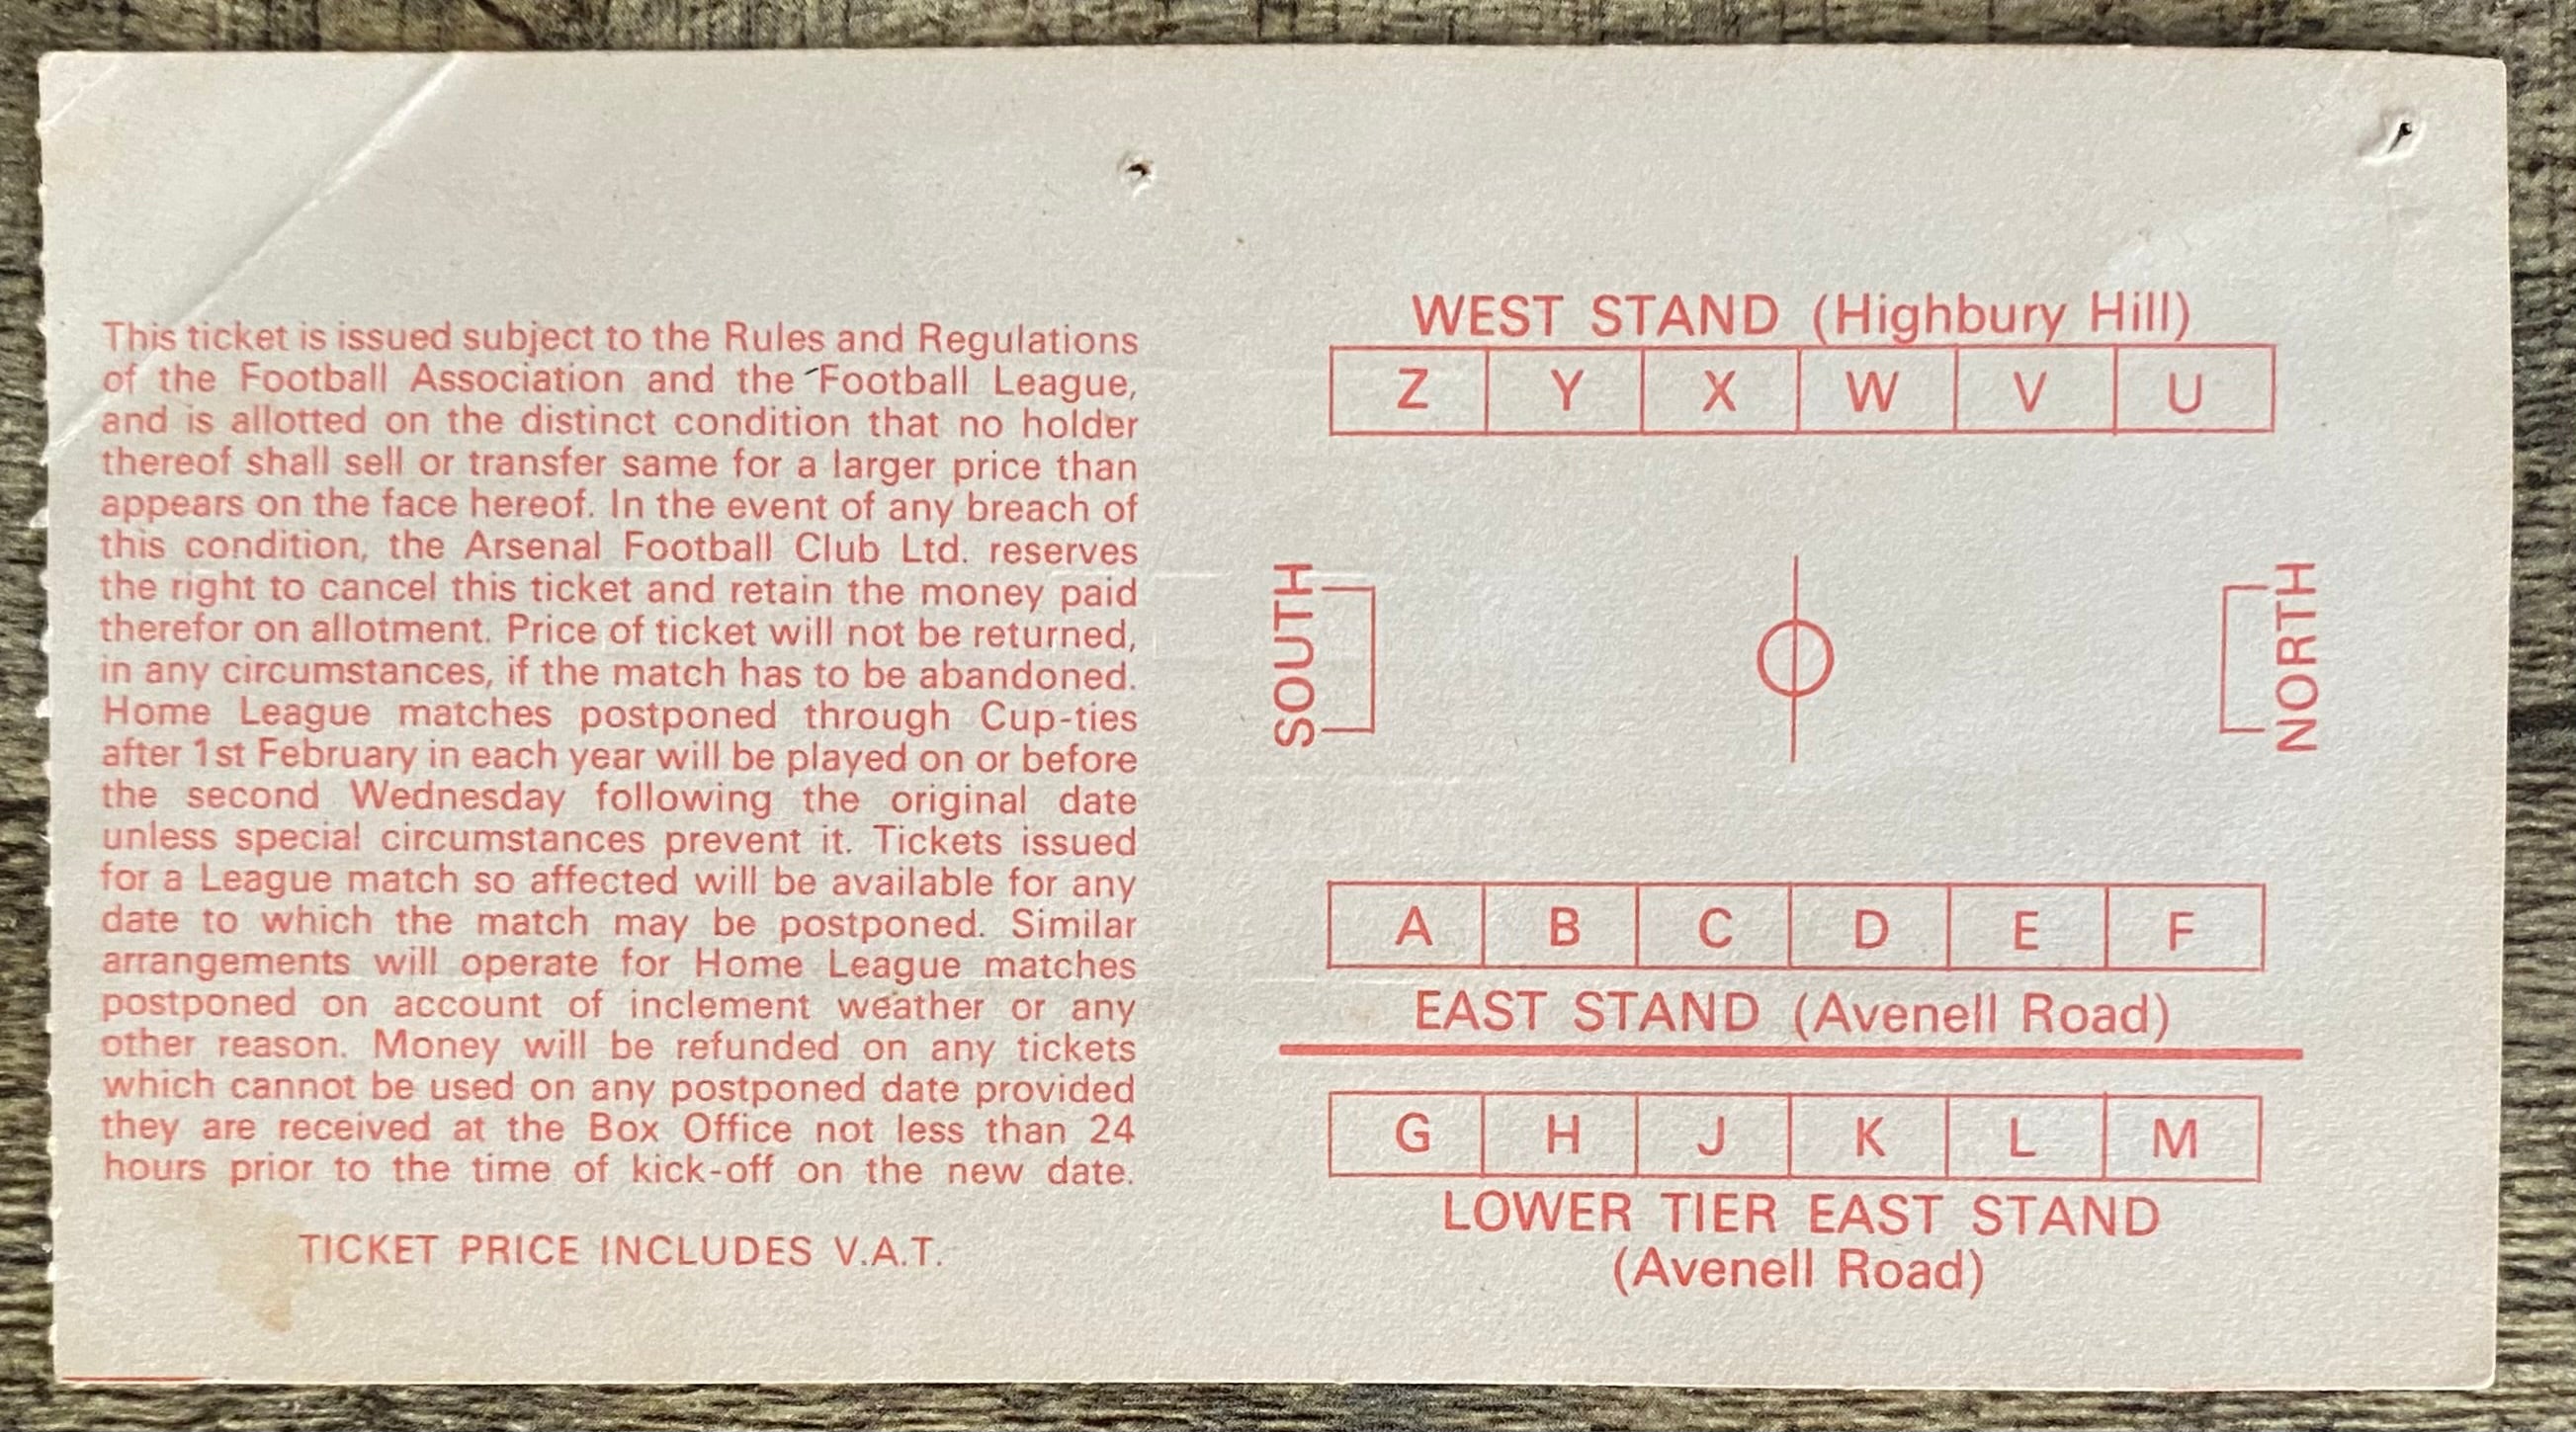 This ticket is issued subject to the Rules and Regulations
of the Football Association and the Football League,
and is allotted on the distinct condition that no holder
thereof shall sell or transfer same for a larger price than
appears on the face hereof. In the event of any breach of
this condition, the Arsenal Football Club Ltd. reserves
the right to cancel this ticket and retain the money paid
therefor on allotment. Price of ticket will not be returned,
in any circumstances, if the match has to be abandoned.
Home League matches postponed through Cup-ties
after 1st February in each year will be played on or before
the second Wednesday following the original date
unless special circumstances prevent it. Tickets issued
for a League match so affected will be available for any
date to which the match may be postponed. Similar
arrangements will operate for Home League matches
postponed on account of inclement weather or any
other reason. Money will be refunded on any tickets
which cannot be used on any postponed date provided
they are received at the Box Office not less than 24
hours prior to the time of kick-off on the new date.
TICKET PRICE INCLUDES V.A.T.
WEST STAND (Highbury Hill)
Z Y X W V U
SOUTH
NORTH
A B C D E F
EAST STAND (Avenell Road)
G H J K L M
LOWER TIER EAST STAND
(Avenell Road)